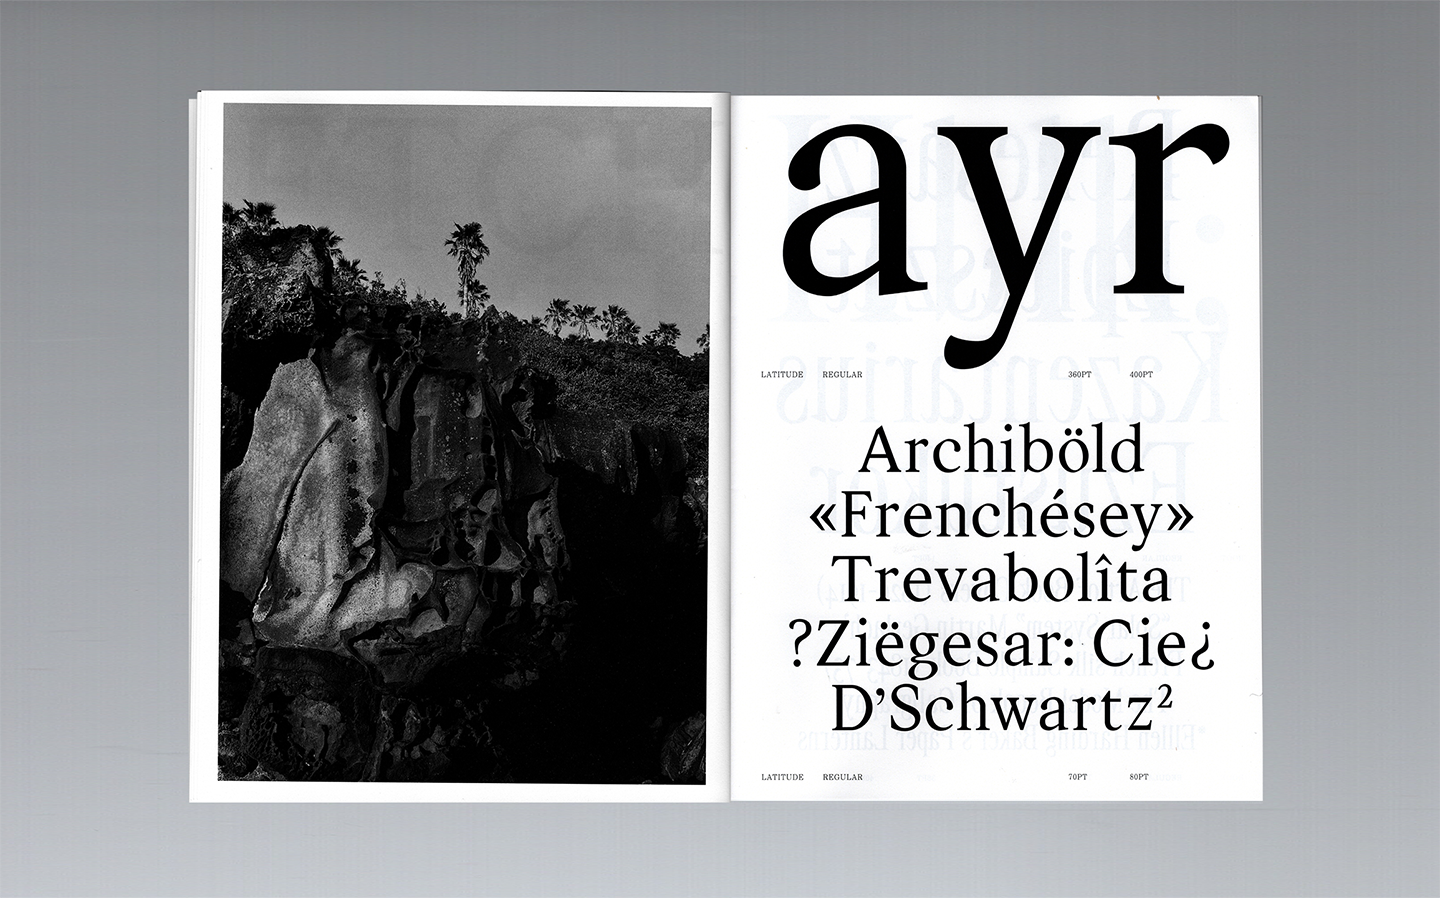 ayr
LATITUDE REGULAR 360PT 400PT
Archiböld
«Frenchésey»
Trevabolîta
?Ziëgesar: Cie¿
D’Schwartz²
LATITUDE REGULAR 70PT 80PT